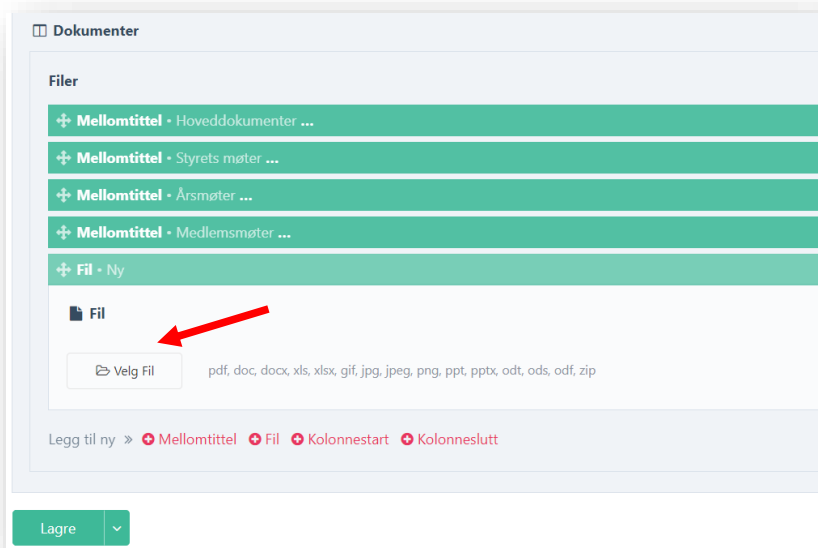 Dokumenter
Filer
Mellomtittel • Hoveddokumenter ...
Mellomtittel • Styrets møter ...
Mellomtittel • Årsmøter ...
Mellomtittel • Medlemsmøter ...
Fil • Ny
Fil
Velg Fil pdf, doc, docx, xls, xlsx, gif, jpg, jpeg, png, ppt, pptx, odt, ods, odf, zip
Legg til ny » Mellomtittel Fil Kolonnestart Kolonneslutt
Lagre